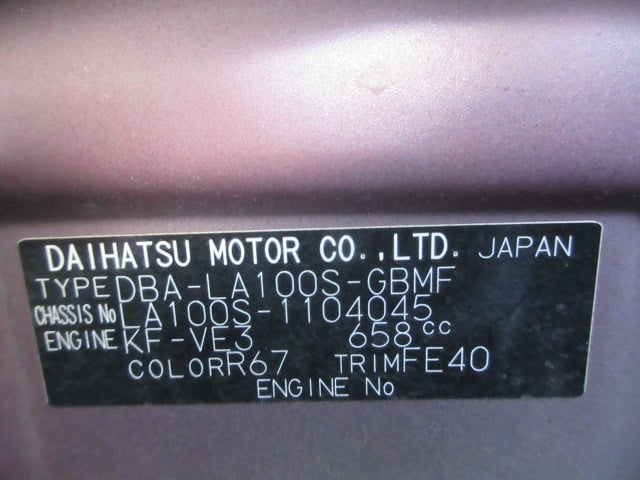 DAIHATSU MOTOR CO.,LTD. JAPAN
TYPE DBA-LA100S-GBMF
CHASSIS No LA100S-1104045
ENGINE KF-VE3 658cc
COLOR R67 TRIM FE40
ENGINE No